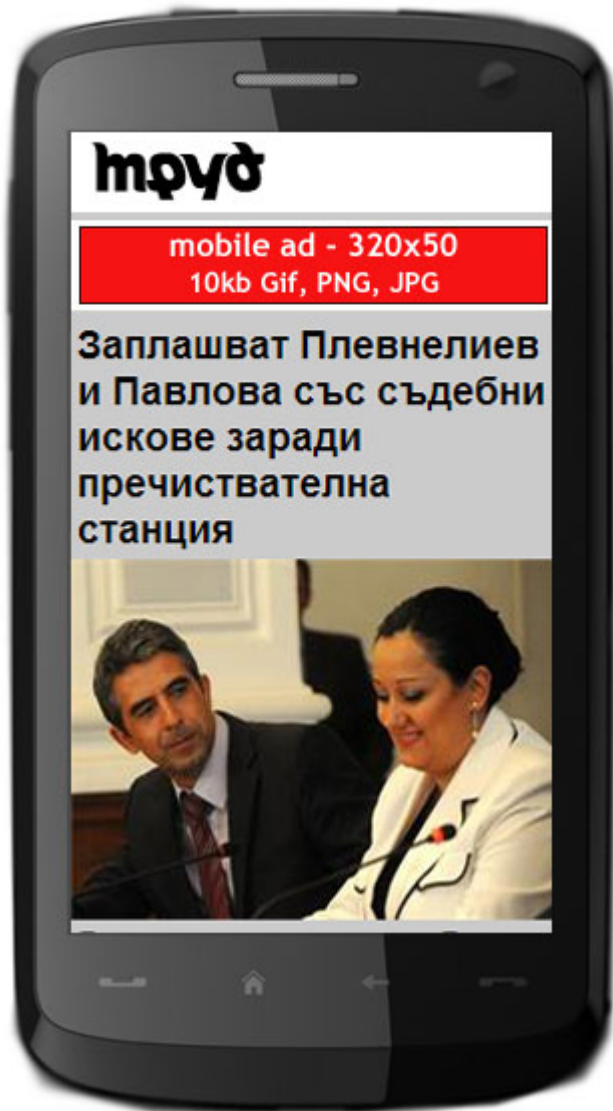 труд
mobile ad - 320x50
10kb Gif, PNG, JPG
Заплашват Плевнелиев
и Павлова със съдебни
искове заради
пречиствателна
станция